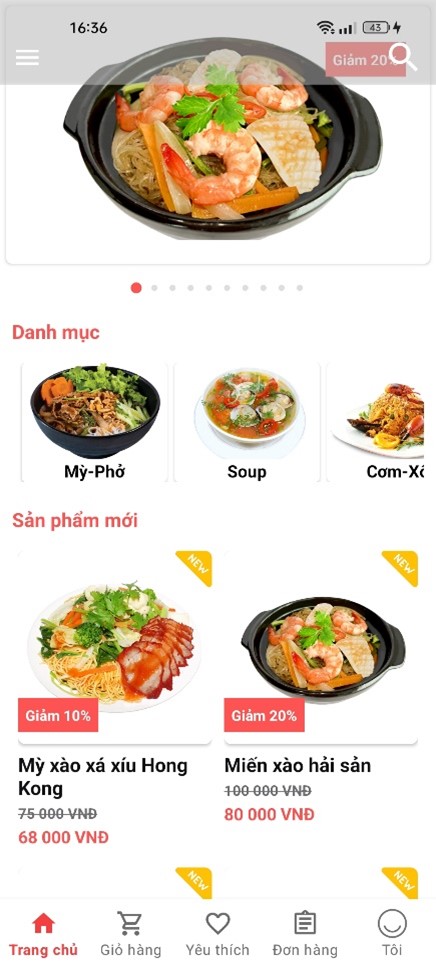 16:36
43
Giảm 20%
Danh mục
Mỳ-Phở
Soup
Cơm-Xô
Sản phẩm mới
NEW
NEW
Giảm 10%
Giảm 20%
Mỳ xào xá xíu Hong
Kong
Miến xào hải sản
75 000 VNĐ
100 000 VNĐ
68 000 VNĐ
80 000 VNĐ
NEW
NEW
Trang chủ
Giỏ hàng
Yêu thích
Đơn hàng
Tôi